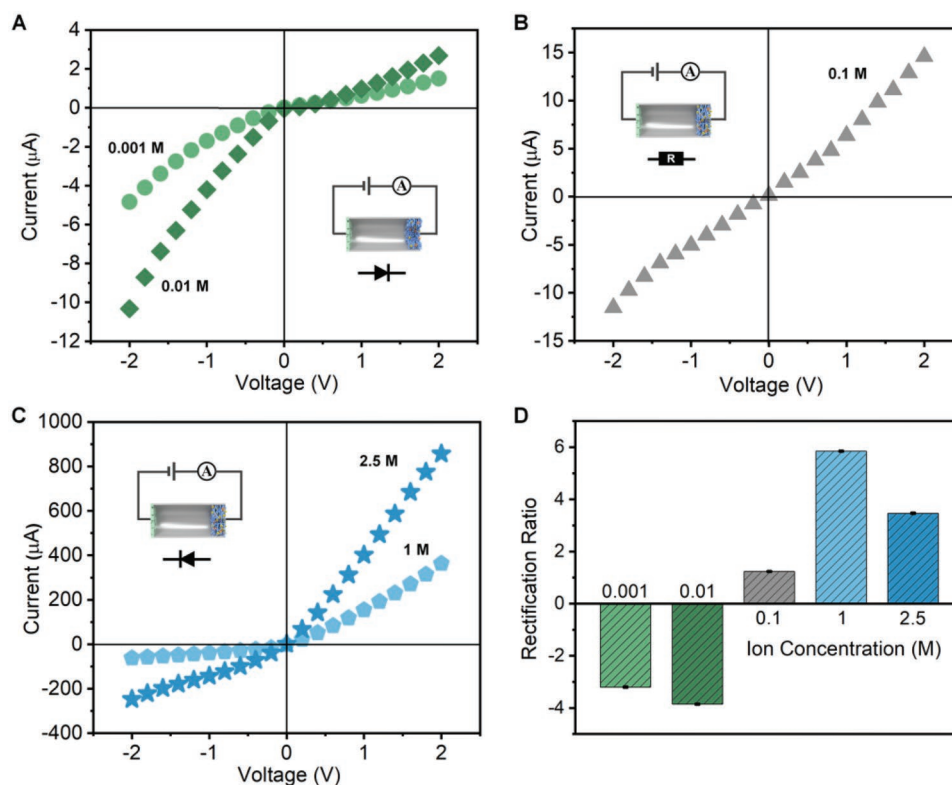 A
4
2
0
-2
-4
-6
-8
-10
-12
Current (μA)
0.001 M
0.01 M
A
-2 -1 0 1 2
Voltage (V)
B
15
10
5
0
-5
-10
-15
Current (μA)
0.1 M
A
R
-2 -1 0 1 2
Voltage (V)
C
1000
800
600
400
200
0
-200
-400
Current (μA)
2.5 M
1 M
A
-2 -1 0 1 2
Voltage (V)
D
6
4
2
0
-2
-4
Rectification Ratio
0.001 0.01
0.1 1 2.5
Ion Concentration (M)